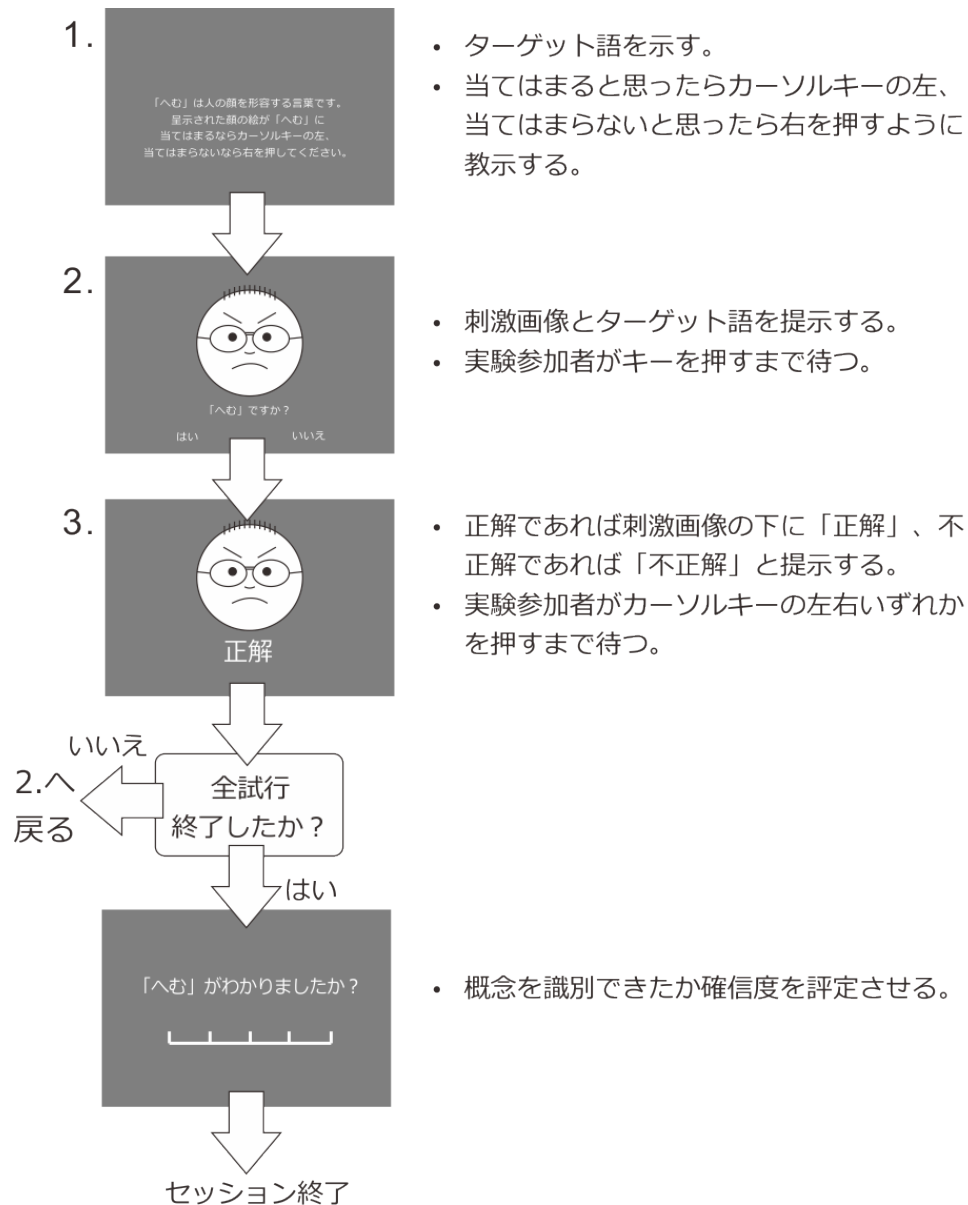 1.
「へむ」は人の顔を形容する言葉です。
呈示された顔の絵が「へむ」に
当てはまるならカーソルキーの左、
当てはまらないなら右を押してください。
• ターゲット語を示す。
• 当てはまると思ったらカーソルキーの左、
当てはまらないと思ったら右を押すように
教示する。
2.
「へむ」ですか？
はい
いいえ
• 刺激画像とターゲット語を提示する。
• 実験参加者がキーを押すまで待つ。
3.
正解
• 正解であれば刺激画像の下に「正解」、不
正解であれば「不正解」と提示する。
• 実験参加者がカーソルキーの左右いずれか
を押すまで待つ。
いいえ
2.へ
戻る
全試行
終了したか？
はい
「へむ」がわかりましたか？
• 概念を識別できたか確信度を評定させる。
セッション終了